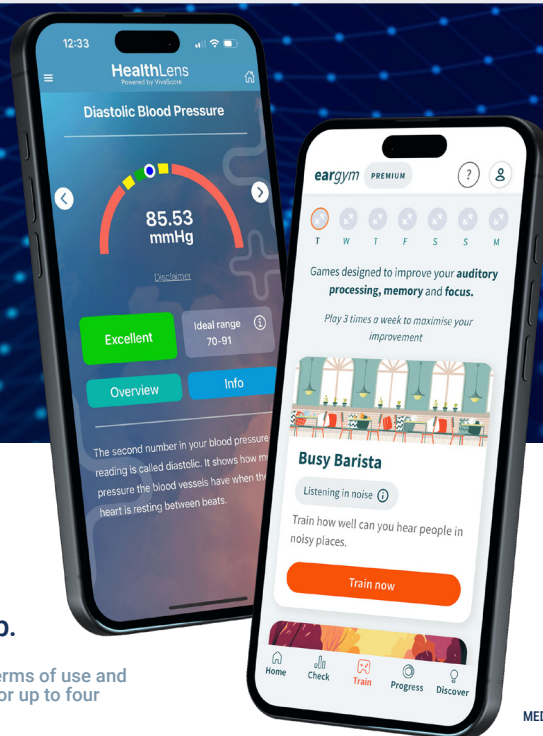 12:33
HealthLens
Powered by VivaScore
Diastolic Blood Pressure
85.53
mmHg
Disclaimer
Excellent
Ideal range
70-91
Overview
Info
The second number in your blood pressure
reading is called diastolic. It shows how
pressure the blood vessels have when
heart is resting between beats.
eargym PREMIUM ?
T W T F S S M
Games designed to improve your auditory
processing, memory and focus.
Play 3 times a week to maximise your
improvement
Busy Barista
Listening in noise
Train how well can you hear people in
noisy places.
Train now
Home Check Train Progress Discover
erms of use and
or up to four
MED